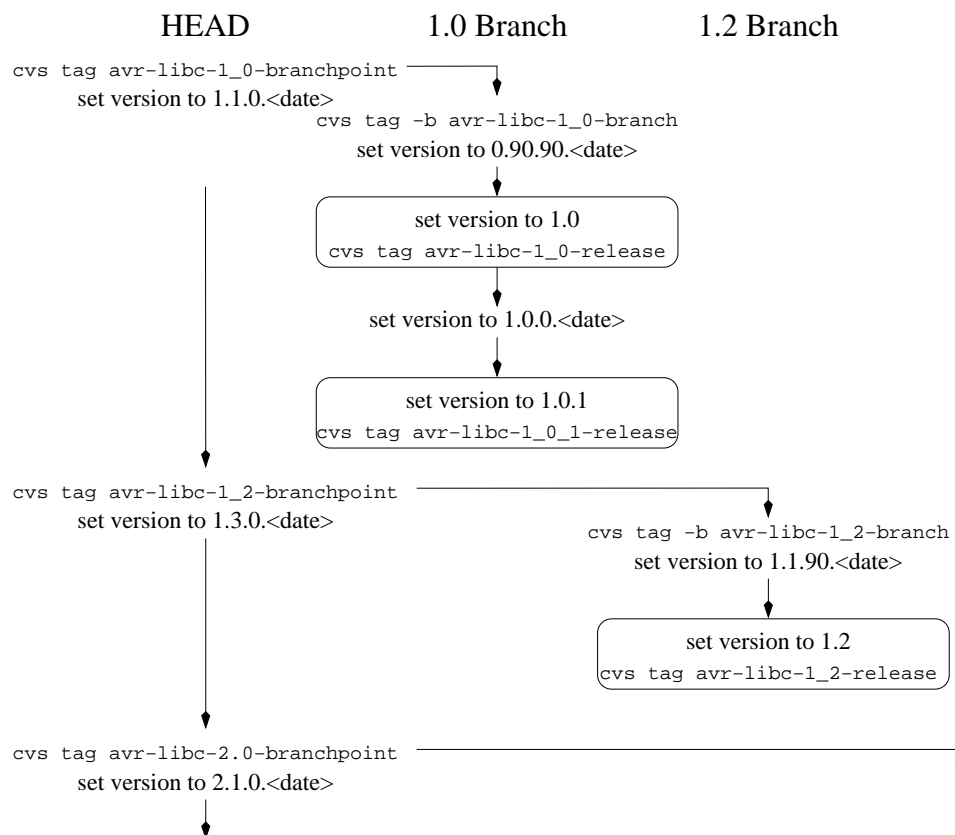 HEAD
1.0 Branch
1.2 Branch
cvs tag avr-libc-1_0-branchpoint
set version to 1.1.0.<date>
cvs tag -b avr-libc-1_0-branch
set version to 0.90.90.<date>
set version to 1.0
cvs tag avr-libc-1_0-release
set version to 1.0.0.<date>
set version to 1.0.1
cvs tag avr-libc-1_0_1-release
cvs tag avr-libc-1_2-branchpoint
set version to 1.3.0.<date>
cvs tag -b avr-libc-1_2-branch
set version to 1.1.90.<date>
set version to 1.2
cvs tag avr-libc-1_2-release
cvs tag avr-libc-2.0-branchpoint
set version to 2.1.0.<date>